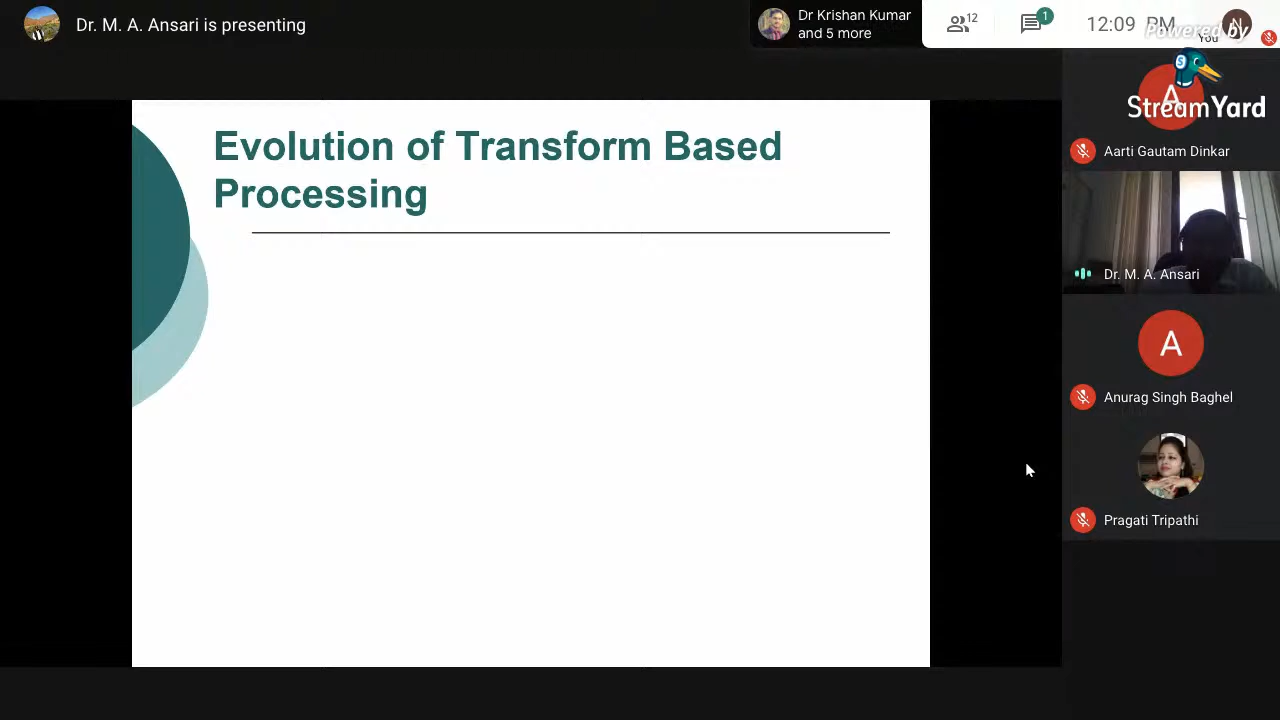 Dr. M. A. Ansari is presenting
Dr Krishan Kumar
and 5 more
12
1
12:09 PM
N
You
Powered by
S
StreamYard
A
Aarti Gautam Dinkar
Evolution of Transform Based
Processing
Dr. M. A. Ansari
A
Anurag Singh Baghel
Pragati Tripathi